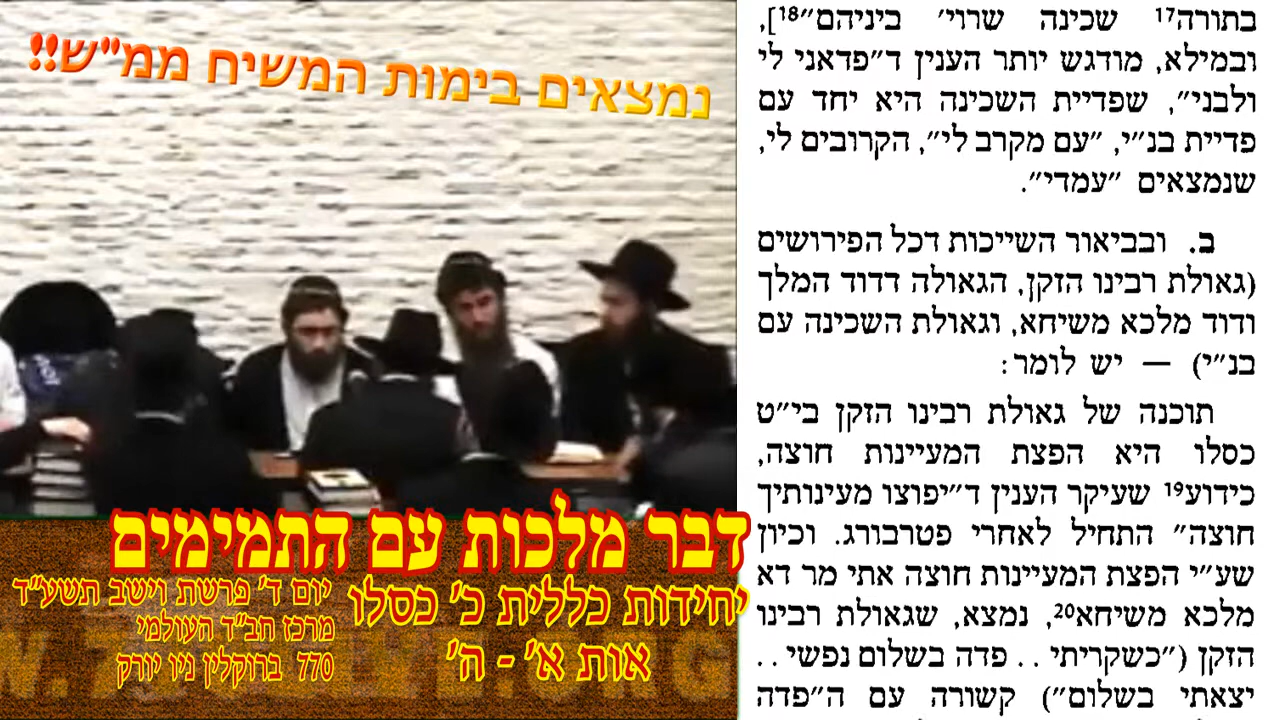 נמצאים בימות המשיח ממ"ש!!
דבר מלכות עם התמימים
יחידות כללית כ' כסלו
אות א' - ה'
יום ד' פרשת וישב תשע"ד
מרכז חב"ד העולמי
770 ברוקלין ניו יורק
בתורה17 שכינה שרוי׳ ביניהם״18],
ובמילא, מודגש יותר הענין ד״פדאני לי
ולבני״, שפדיית השכינה היא יחד עם
פדיית בנ״י, ״עם מקרב לי״, הקרובים לי,
שנמצאים ״עמדי״.
ב. ובביאור השייכות דכל הפירושים
(גאולת רבינו הזקן, הגאולה דדוד המלך
ודוד מלכא משיחא, וגאולת השכינה עם
בנ״י) — יש לומר:
תוכנה של גאולת רבינו הזקן בי״ט
כסלו היא הפצת המעיינות חוצה,
כידוע19 שעיקר הענין ד״יפוצו מעינותיך
חוצה״ התחיל לאחרי פטרבורג. וכיון
שע״י הפצת המעיינות חוצה אתי מר דא
מלכא משיחא20, נמצא, שגאולת רבינו
הזקן (״כשקריתי .. פדה בשלום נפשי ..
יצאתי בשלום״) קשורה עם ה״פדה